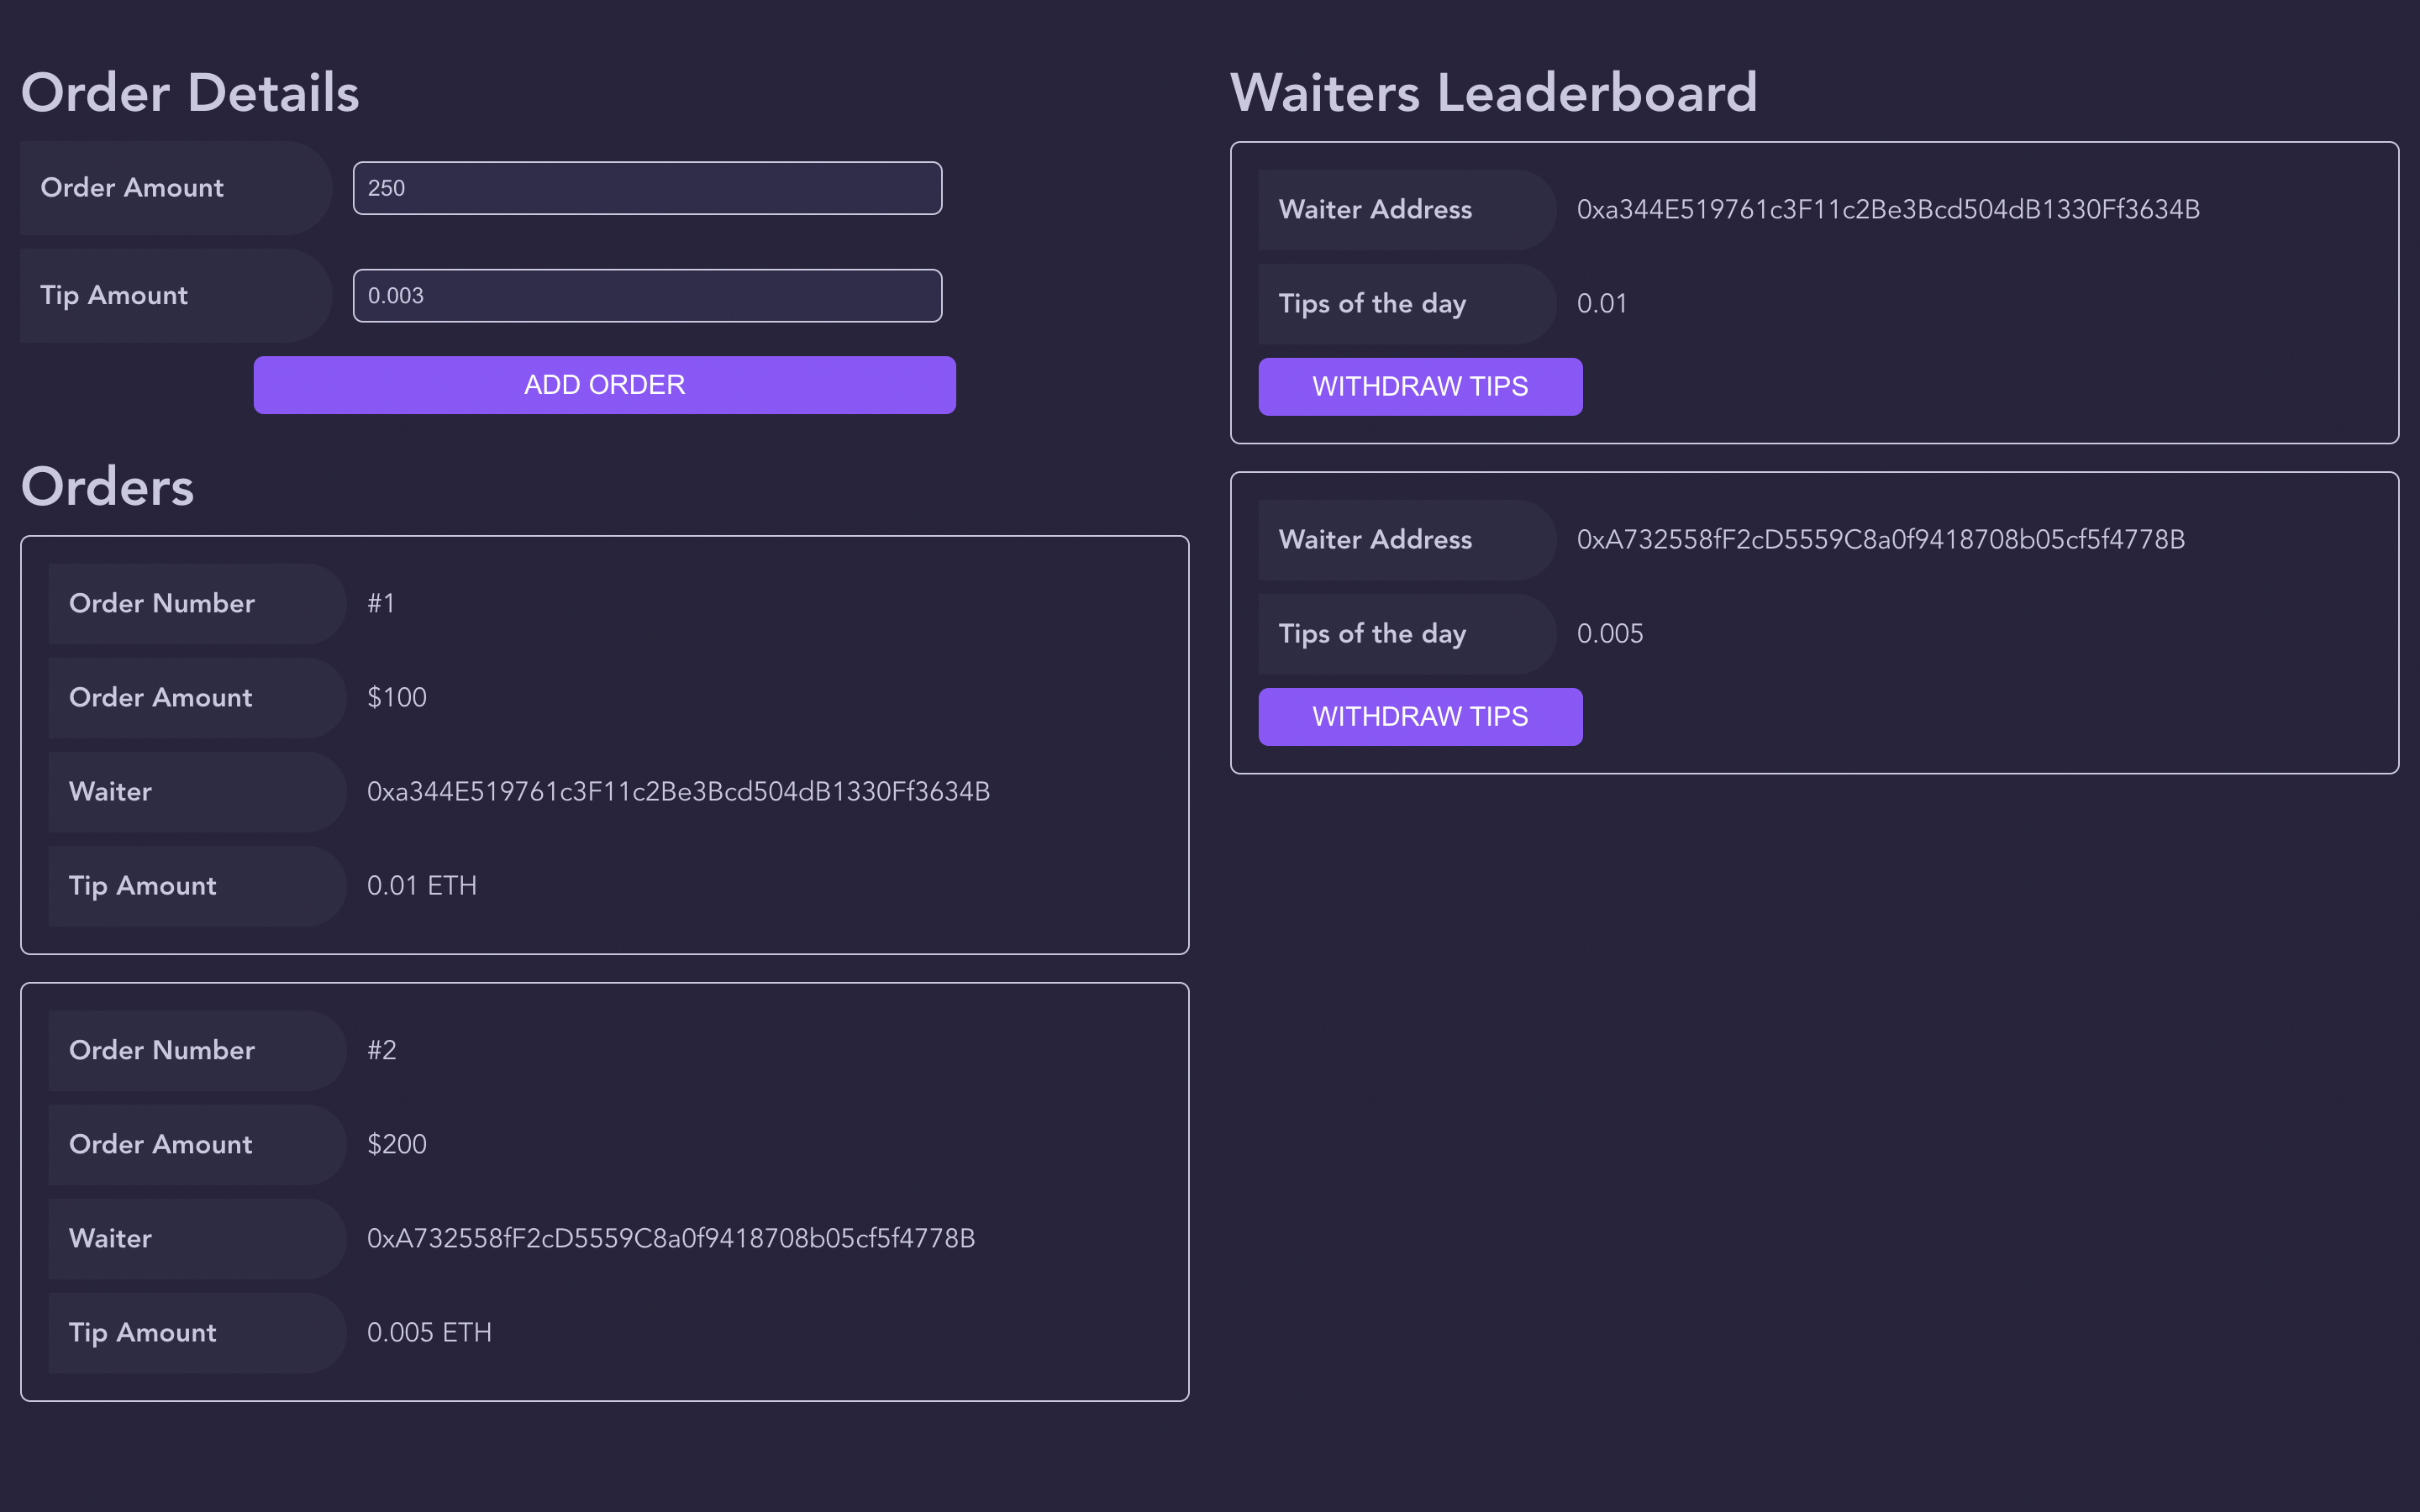 Order Details
Order Amount 250
Tip Amount 0.003
ADD ORDER
Orders
Order Number #1
Order Amount $100
Waiter 0xa344E519761c3F11c2Be3Bcd504dB1330Ff3634B
Tip Amount 0.01 ETH
Order Number #2
Order Amount $200
Waiter 0xA732558fF2cD5559C8a0f9418708b05cf5f4778B
Tip Amount 0.005 ETH
Waiters Leaderboard
Waiter Address 0xa344E519761c3F11c2Be3Bcd504dB1330Ff3634B
Tips of the day 0.01
WITHDRAW TIPS
Waiter Address 0xA732558fF2cD5559C8a0f9418708b05cf5f4778B
Tips of the day 0.005
WITHDRAW TIPS